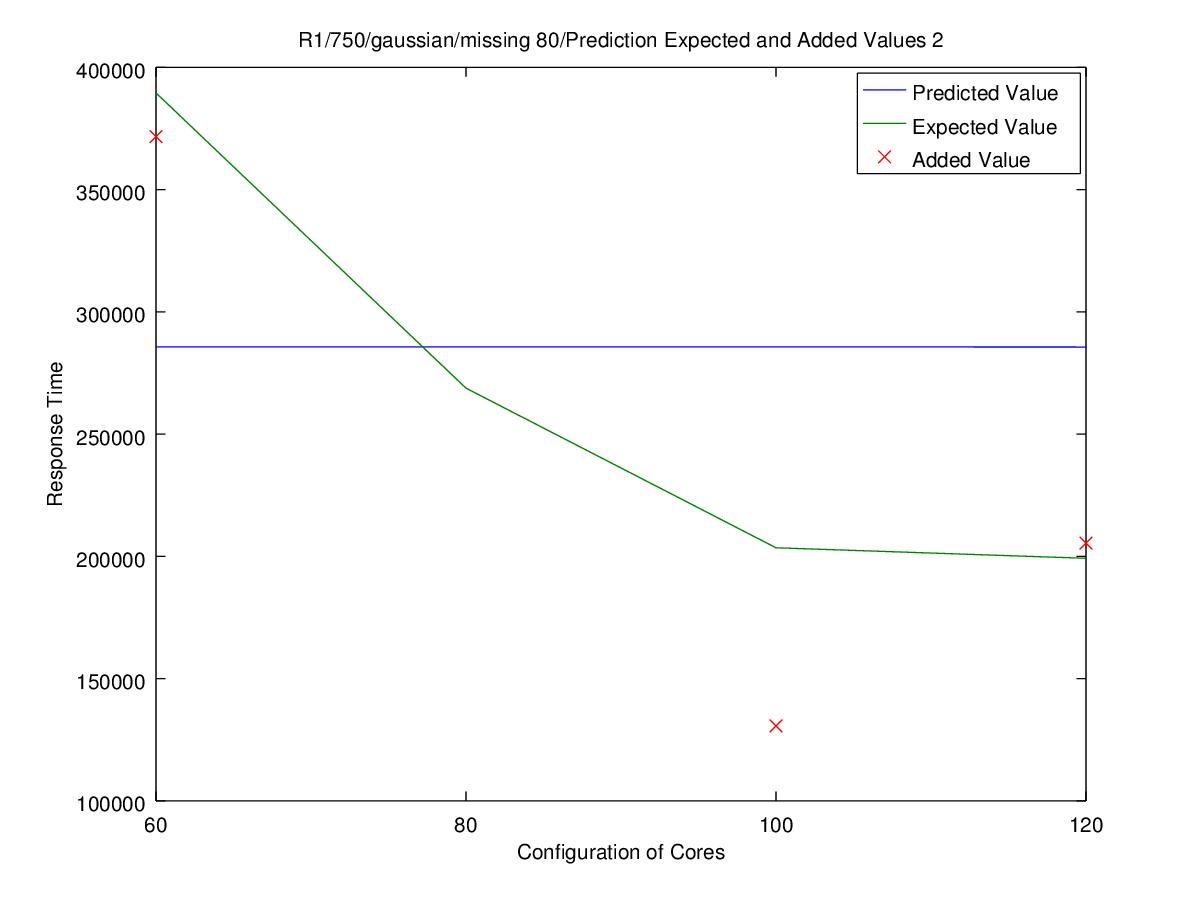 R1/750/gaussian/missing 80/Prediction Expected and Added Values 2
400000
350000
300000
250000
200000
150000
100000
Response Time
Predicted Value
Expected Value
Added Value
60 80 100 120
Configuration of Cores